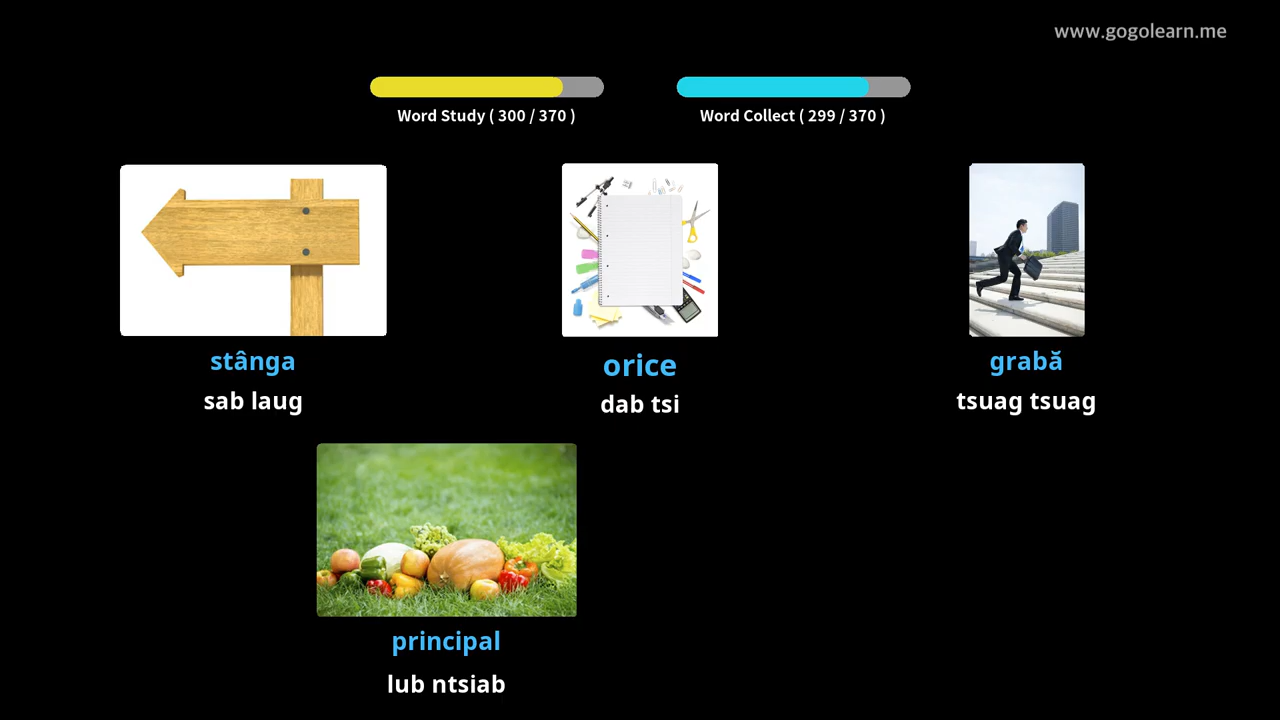 www.gogolearn.me
Word Study ( 300 / 370 )
Word Collect ( 299 / 370 )
stânga
sab laug
orice
dab tsi
grabă
tsuag tsuag
principal
lub ntsiab